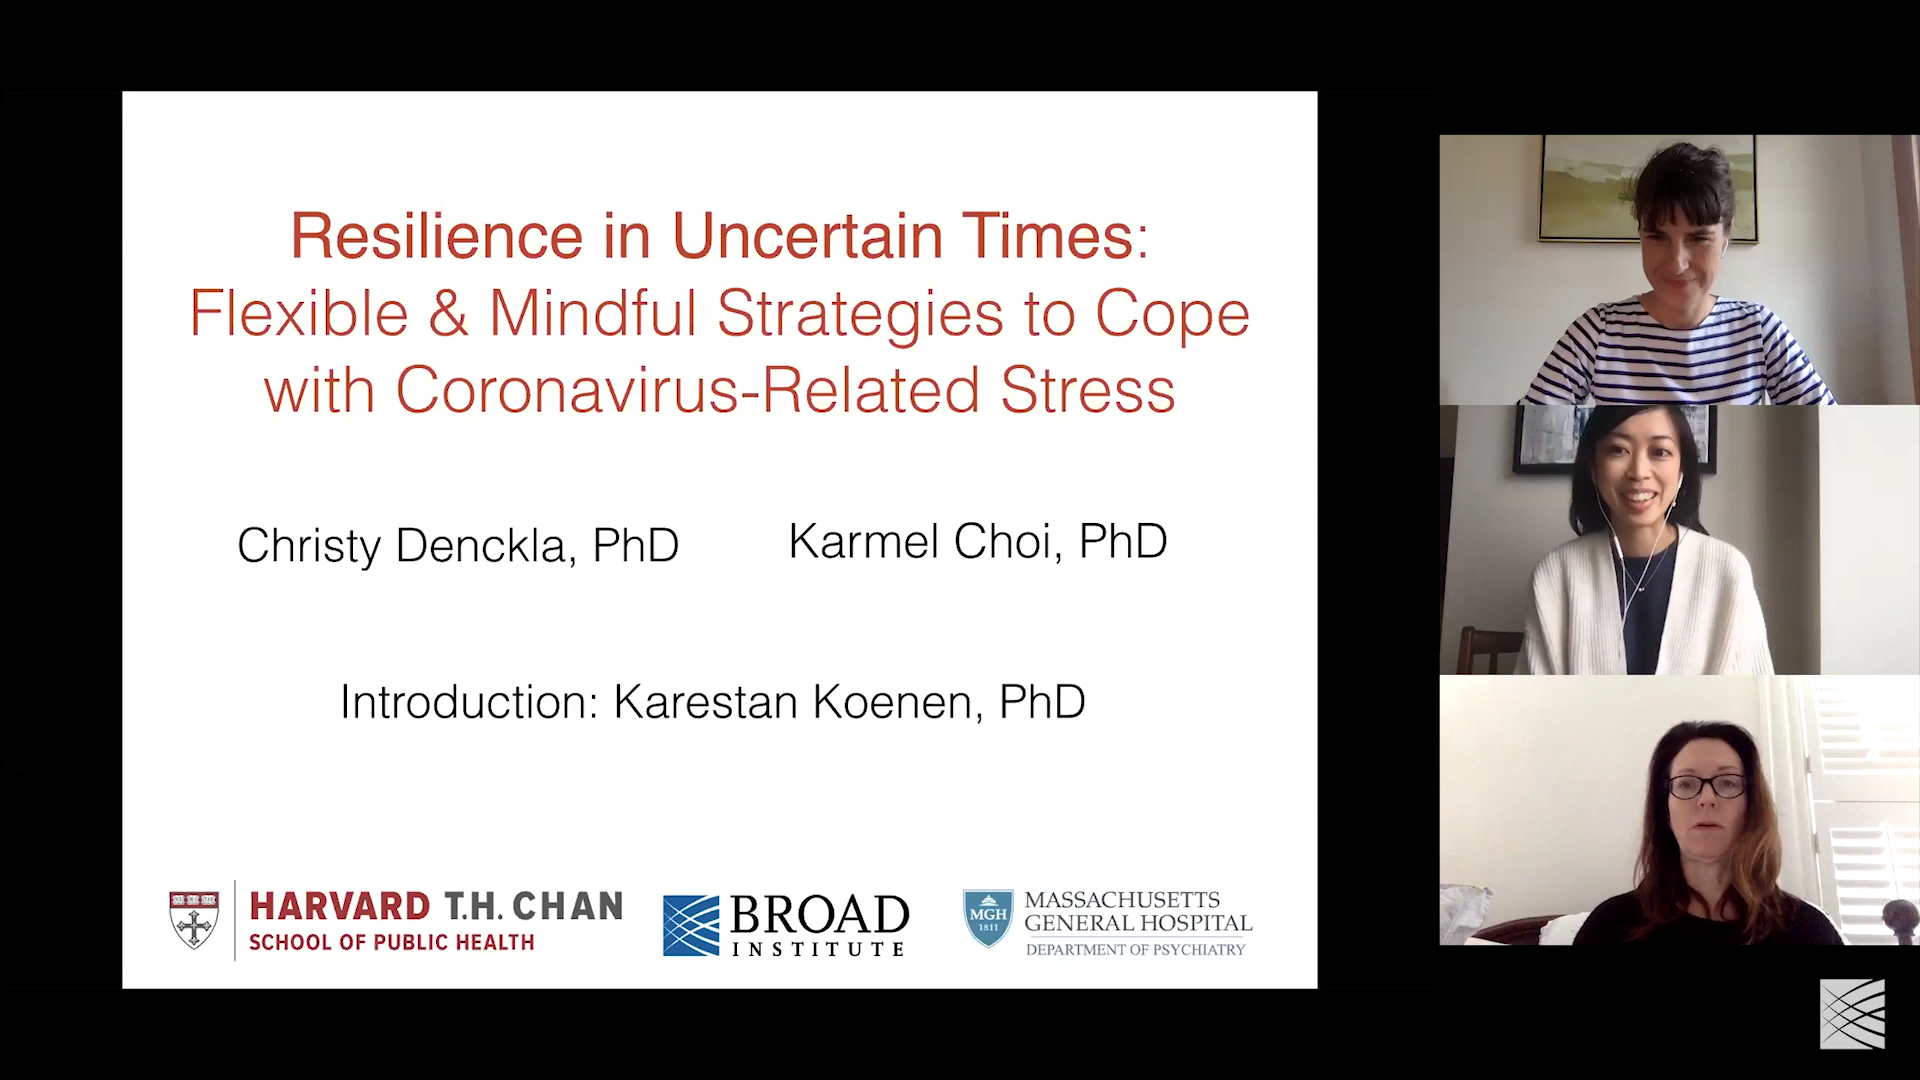 Resilience in Uncertain Times:
Flexible & Mindful Strategies to Cope
with Coronavirus-Related Stress
Christy Denckla, PhD
Karmel Choi, PhD
Introduction: Karestan Koenen, PhD
HARVARD T.H. CHAN
SCHOOL OF PUBLIC HEALTH
BROAD
INSTITUTE
MGH
1811
MASSACHUSETTS
GENERAL HOSPITAL
DEPARTMENT OF PSYCHIATRY